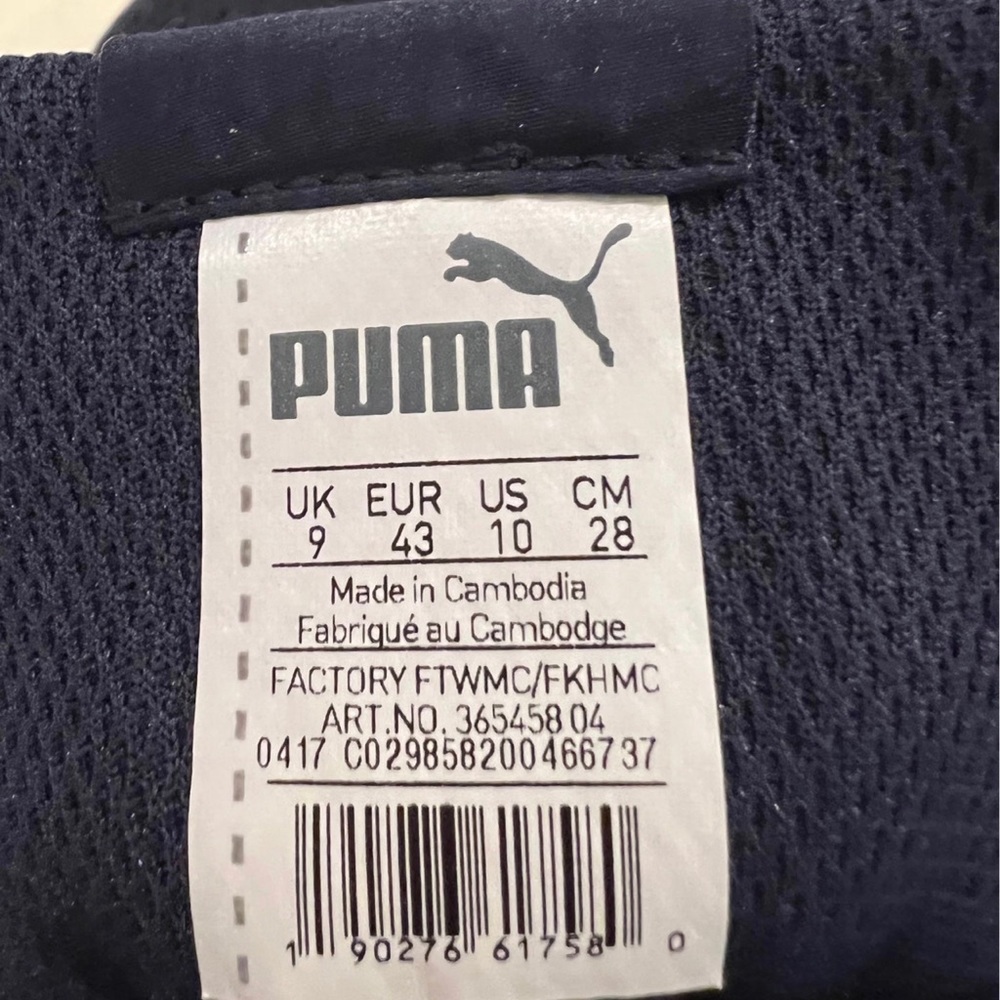 PUMA
UK EUR US CM
9 43 10 28
Made in Cambodia
Fabriqué au Cambodge
FACTORY FTWMC/FKHMC
ART.NO. 365458 04
0417 C02985820046673​7
1 90276 61758 0